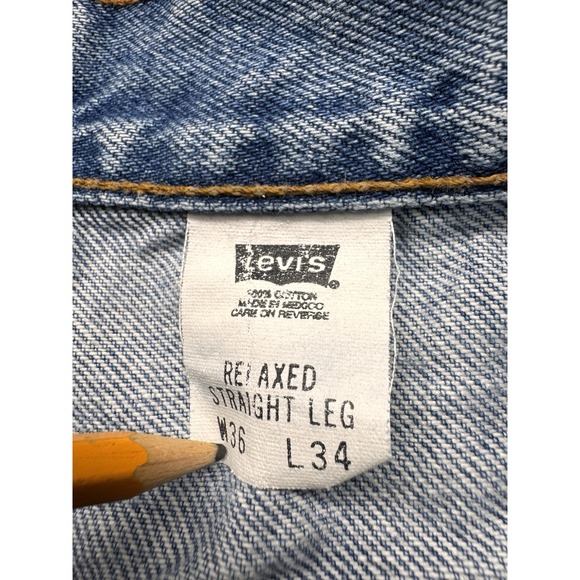 Levi's
100% COTTON
MADE IN MEXICO
CARE ON REVERSE
RELAXED
STRAIGHT LEG
W36 L34